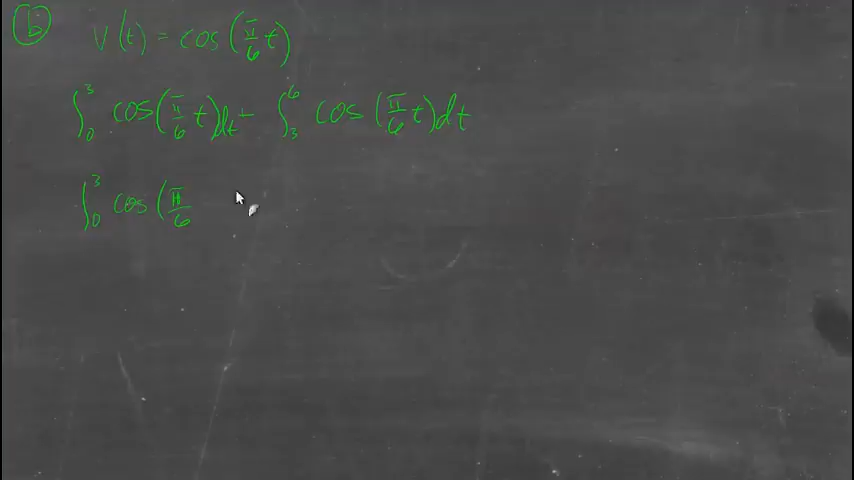 ⓑ v(t) = cos(π/6 t)
∫₀³ cos(π/6 t)dt - ∫₃⁶ cos(π/6 t)dt
∫₀³ cos(π/6